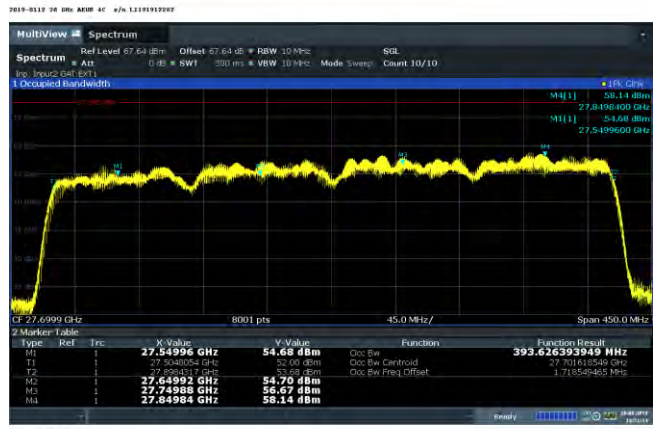 2019-0112 28 GHz AKUB 4C s/n L1191912207
MultiView Spectrum
Spectrum Ref Level 67.64 dBm Offset 67.64 dB RBW 10 MHz SGL
Att 0 dB SWT 500 ms VBW 10 MHz Mode Sweep Count 10/10
Inp: Input2 GAT:EXT1
1 Occupied Bandwidth 1Pk Clrw
M4[1] 58.14 dBm
27.8498400 GHz
M1[1] 54.68 dBm
27.5499600 GHz
M1
M3
M4
T1
CF 27.6999 GHz 8001 pts 45.0 MHz/ Span 450.0 MHz
2 Marker Table
Type Ref Trc X-Value Y-Value Function Function Result
M1 1 27.54996 GHz 54.68 dBm Occ Bw 393.626393949 MHz
T1 1 27.5048054 GHz 52.00 dBm Occ Bw Centroid 27.701618549 GHz
T2 1 27.8984317 GHz 53.68 dBm Occ Bw Freq Offset 1.718549465 MHz
M2 1 27.64992 GHz 54.70 dBm
M3 1 27.74988 GHz 56.67 dBm
M4 1 27.84984 GHz 58.14 dBm
Ready